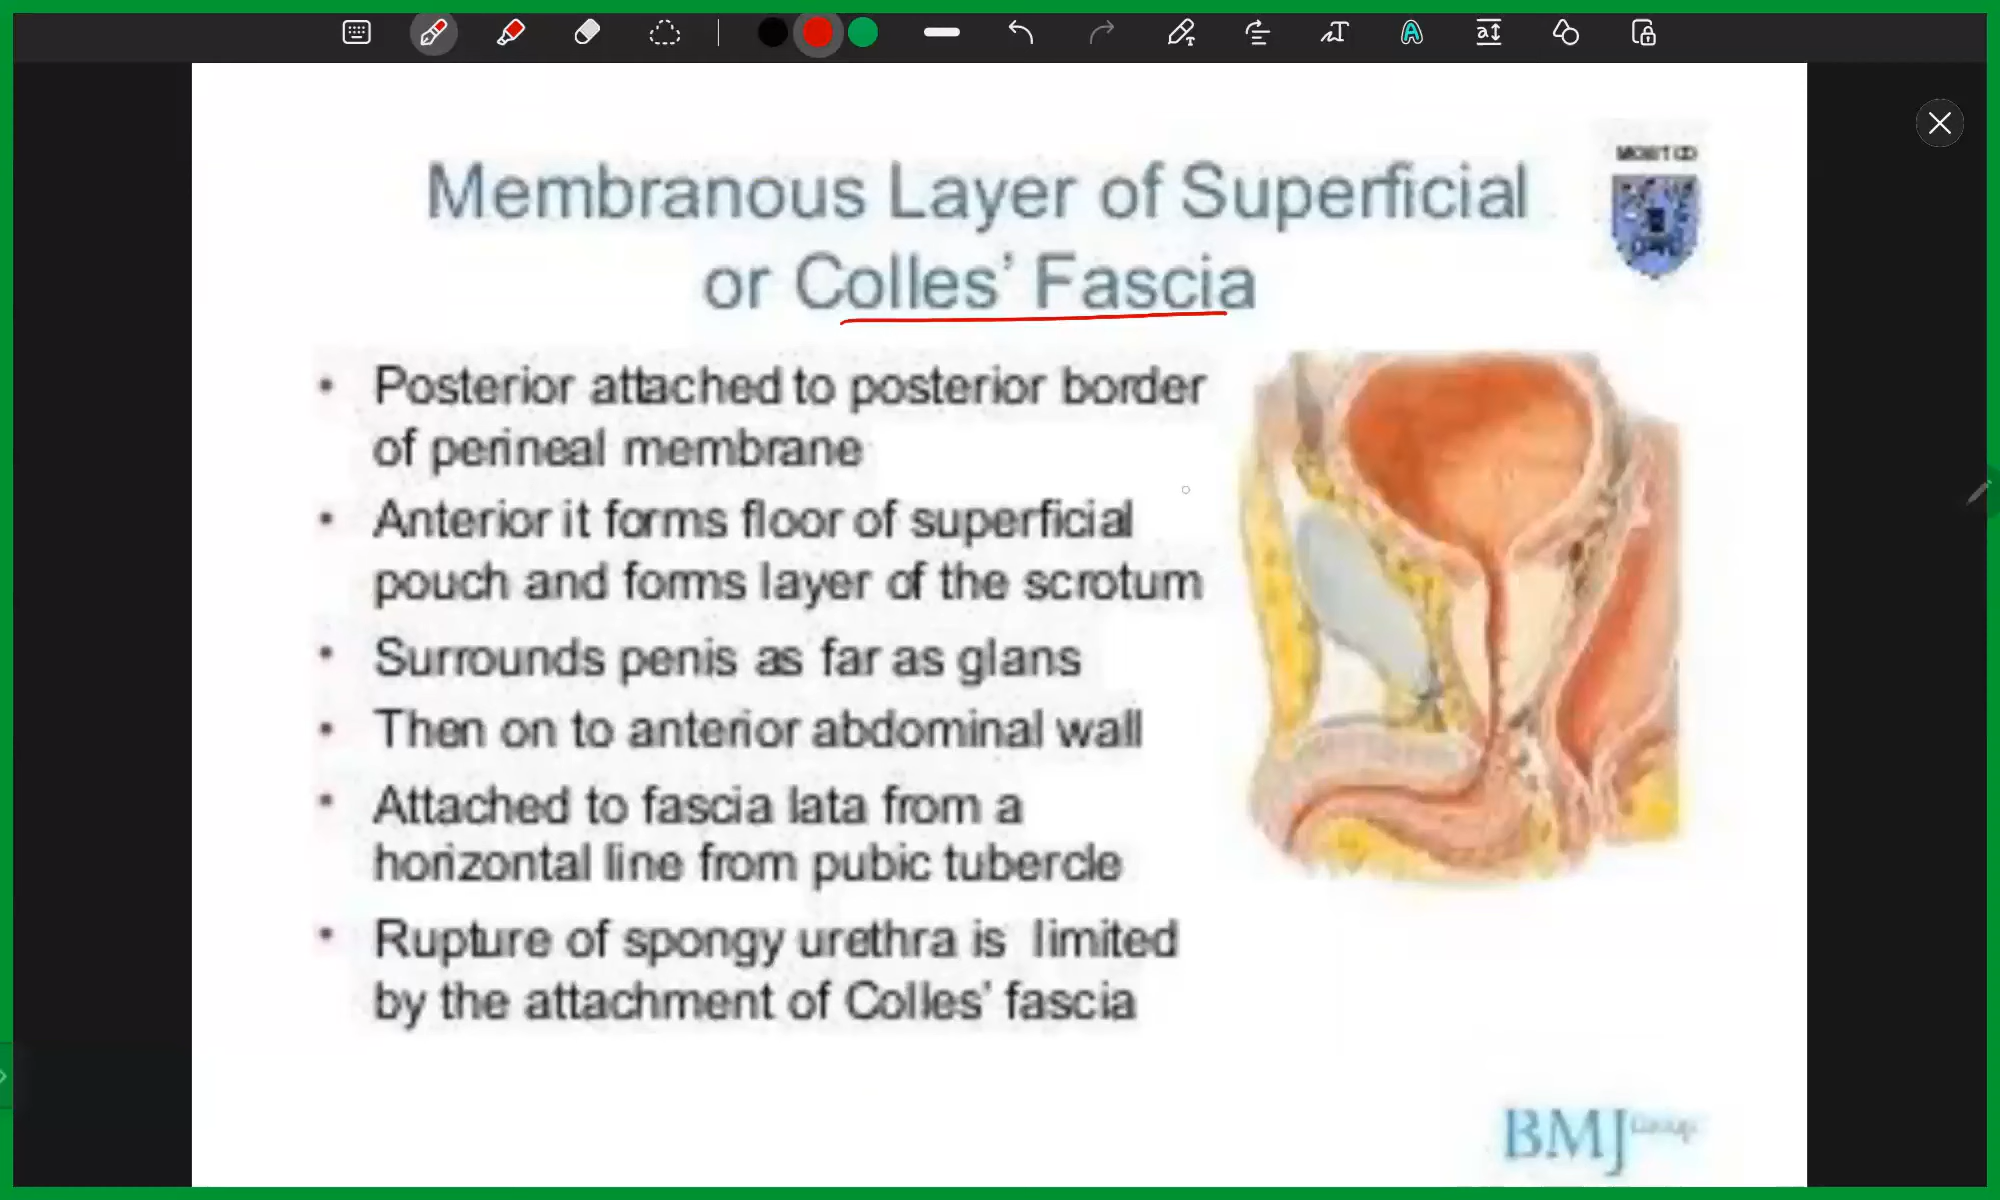 Membranous Layer of Superficial
or Colles' Fascia
• Posterior attached to posterior border
of perineal membrane
• Anterior it forms floor of superficial
pouch and forms layer of the scrotum
• Surrounds penis as far as glans
• Then on to anterior abdominal wall
• Attached to fascia lata from a
horizontal line from pubic tubercle
• Rupture of spongy urethra is limited
by the attachment of Colles' fascia
BMJ Group